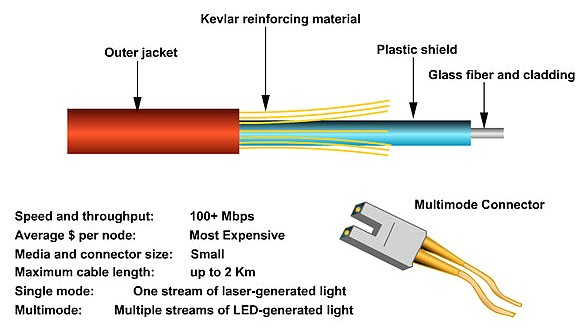 Kevlar reinforcing material
Outer jacket
Plastic shield
Glass fiber and cladding
Multimode Connector
Speed and throughput: 100+ Mbps
Average $ per node: Most Expensive
Media and connector size: Small
Maximum cable length: up to 2 Km
Single mode: One stream of laser-generated light
Multimode: Multiple streams of LED-generated light